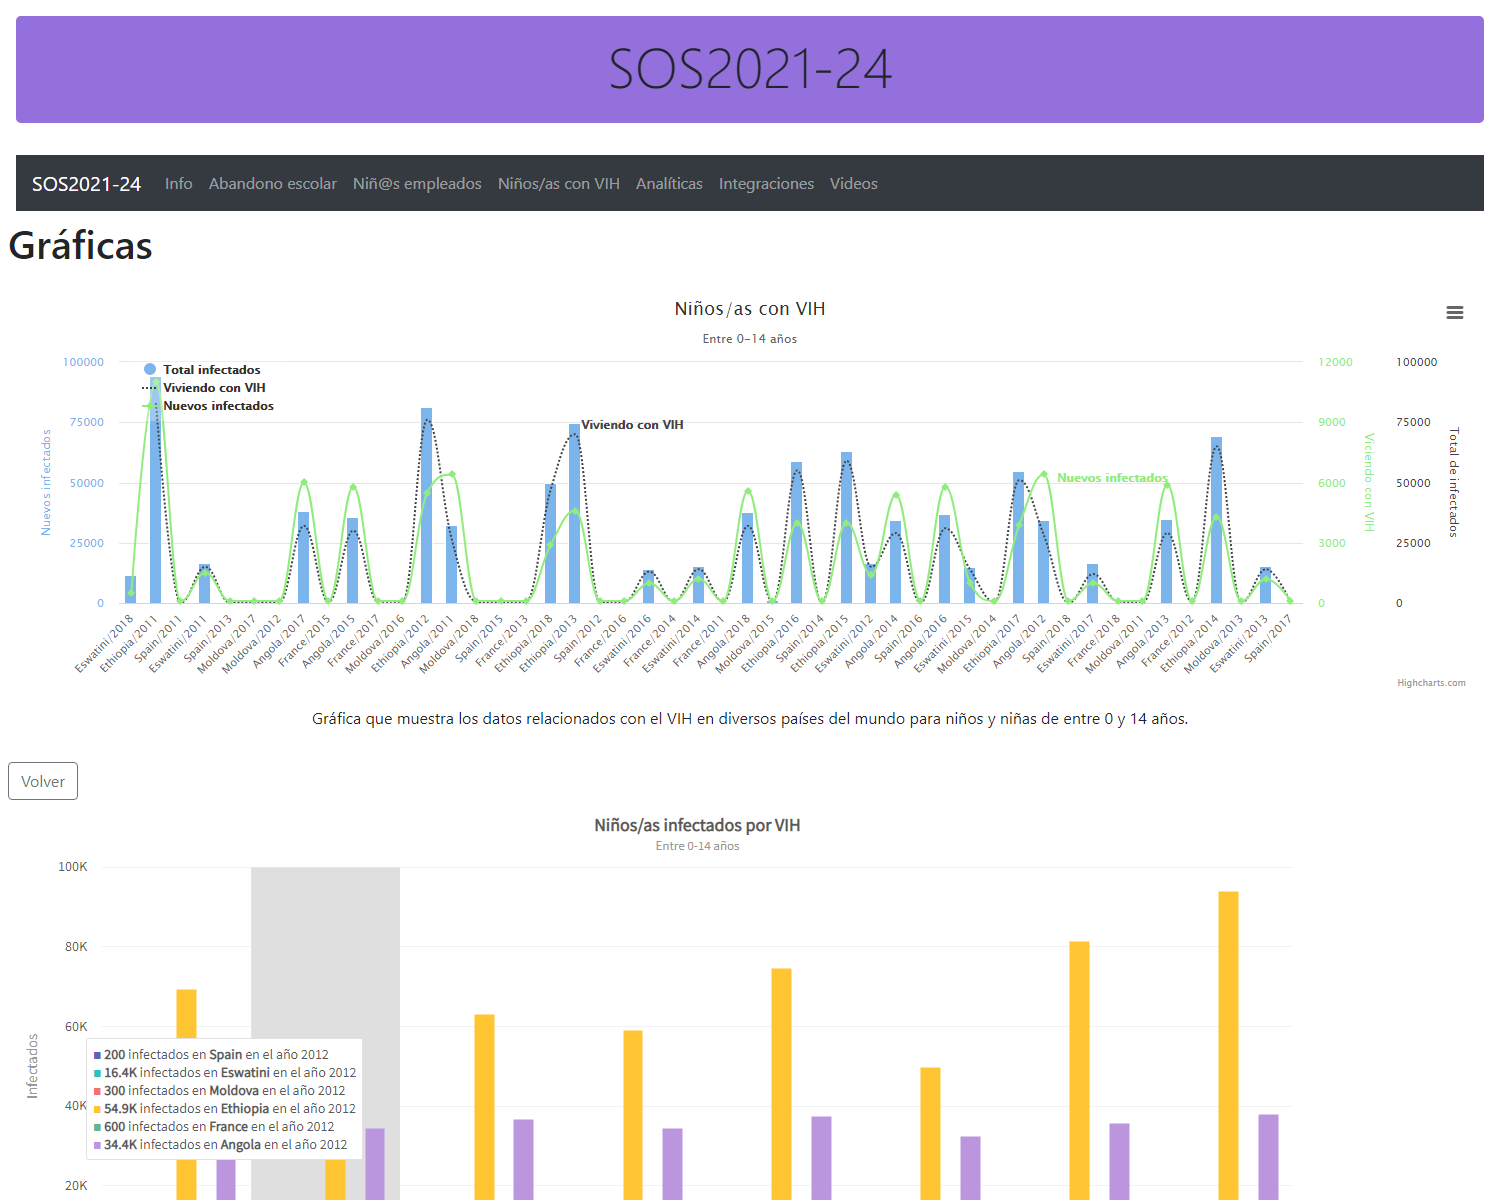 SOS2021-24
SOS2021-24 Info Abandono escolar Niñ@s empleados Niños/as con VIH Analíticas Integraciones Videos
Gráficas
Niños/as con VIH
Entre 0-14 años
Total infectados
Viviendo con VIH
Nuevos infectados
Viviendo con VIH
Nuevos infectados
Nuevos infectados
100000
75000
50000
25000
0
12000
9000
6000
3000
0
Viciendo con VIH
100000
75000
50000
25000
0
Total de infectados
Eswatini/2018
Ethiopia/2011
Spain/2011
Eswatini/2011
Spain/2013
Moldova/2017
Moldova/2012
Angola/2017
France/2015
Angola/2015
France/2017
Moldova/2016
Ethiopia/2012
Angola/2011
Moldova/2018
Spain/2015
France/2013
Ethiopia/2018
Ethiopia/2013
Spain/2012
France/2016
Eswatini/2016
France/2014
Eswatini/2014
France/2011
Angola/2018
Moldova/2015
Ethiopia/2016
Spain/2014
Ethiopia/2015
Eswatini/2012
Angola/2014
Spain/2016
Angola/2016
Eswatini/2015
Moldova/2014
Ethiopia/2017
Angola/2012
Spain/2018
Eswatini/2017
France/2018
Moldova/2011
Angola/2013
France/2012
Ethiopia/2014
Moldova/2013
Eswatini/2013
Spain/2017
Highcharts.com
Gráfica que muestra los datos relacionados con el VIH en diversos países del mundo para niños y niñas de entre 0 y 14 años.
Volver
Niños/as infectados por VIH
Entre 0-14 años
Infectados
100K
80K
60K
40K
20K
200 infectados en Spain en el año 2012
16.4K infectados en Eswatini en el año 2012
300 infectados en Moldova en el año 2012
54.9K infectados en Ethiopia en el año 2012
600 infectados en France en el año 2012
34.4K infectados en Angola en el año 2012